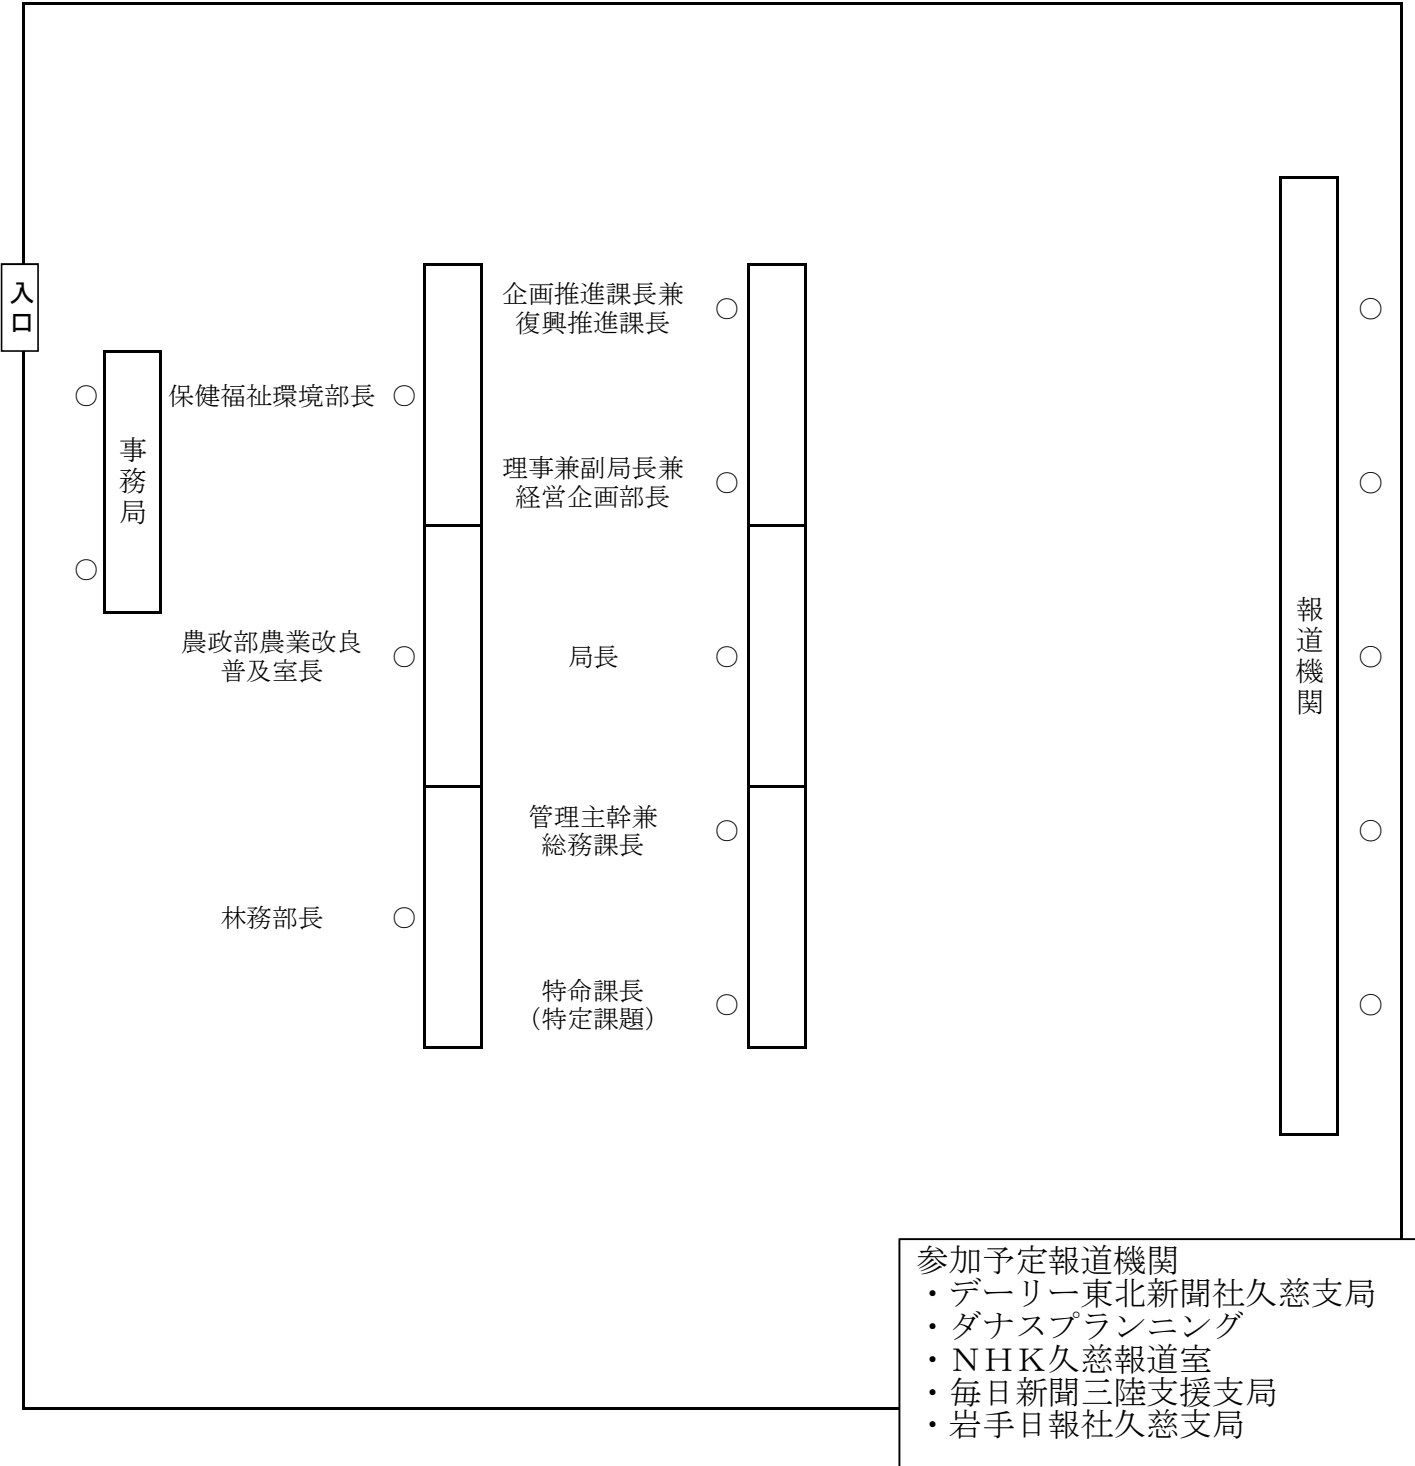 入口
企画推進課長兼
復興推進課長
○
○
○
保健福祉環境部長
○
事務局
理事兼副局長兼
経営企画部長
○
○
○
農政部農業改良
普及室長
○
局長
○
報道機関
○
管理主幹兼
総務課長
○
○
林務部長
○
特命課長
（特定課題）
○
○
参加予定報道機関
・デーリー東北新聞社久慈支局
・ダナスプランニング
・ＮＨＫ久慈報道室
・毎日新聞三陸支援支局
・岩手日報社久慈支局